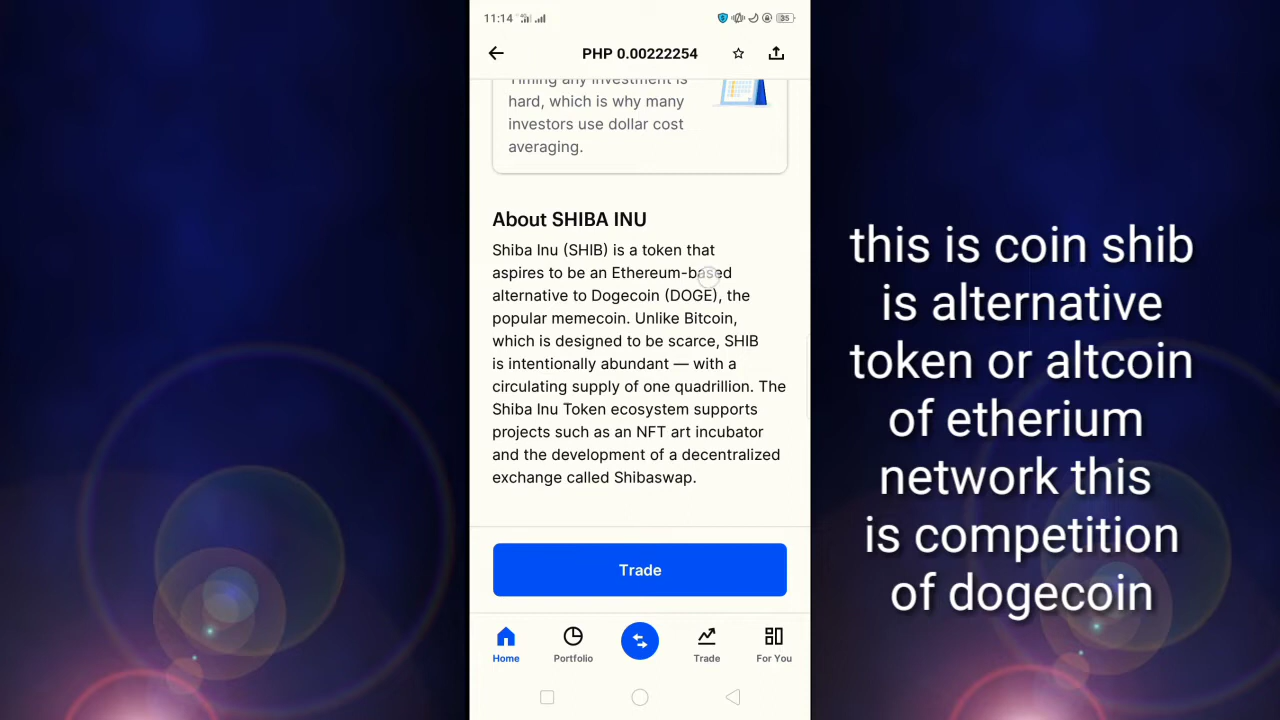 11:14
35
PHP 0.00222254
Timing any investment is
hard, which is why many
investors use dollar cost
averaging.
About SHIBA INU
Shiba Inu (SHIB) is a token that
aspires to be an Ethereum-based
alternative to Dogecoin (DOGE), the
popular memecoin. Unlike Bitcoin,
which is designed to be scarce, SHIB
is intentionally abundant — with a
circulating supply of one quadrillion. The
Shiba Inu Token ecosystem supports
projects such as an NFT art incubator
and the development of a decentralized
exchange called Shibaswap.
Trade
Home
Portfolio
Trade
For You
this is coin shib
is alternative
token or altcoin
of etherium
network this
is competition
of dogecoin